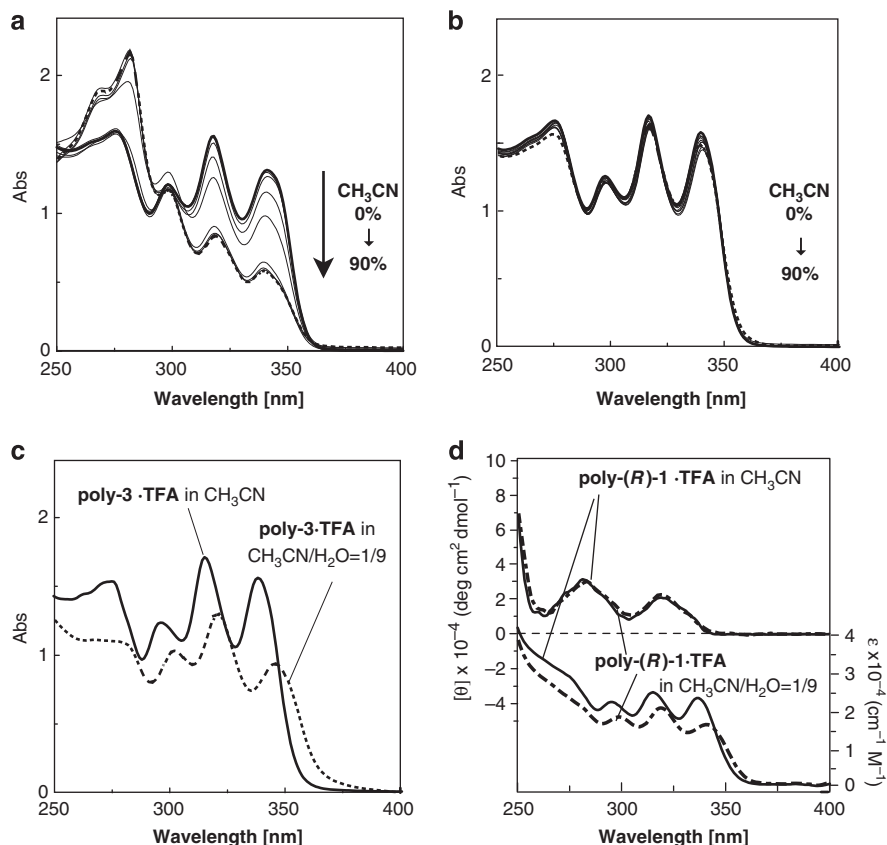 a
2
1
0
Abs
CH₃CN
0%
↓
90%
250 300 350 400
Wavelength [nm]
b
2
1
0
Abs
CH₃CN
0%
↓
90%
250 300 350 400
Wavelength [nm]
c
2
1
0
Abs
poly-3 ·TFA in CH₃CN
poly-3·TFA in
CH₃CN/H₂O=1/9
250 300 350 400
Wavelength [nm]
d
10
8
6
4
2
0
−2
−4
[θ] x 10⁻⁴ (deg cm² dmol⁻¹)
poly-(R)-1 ·TFA in CH₃CN
poly-(R)-1·TFA
in CH₃CN/H₂O=1/9
4
3
2
1
0
ε x10⁻⁴ (cm⁻¹ M⁻¹)
250 300 350 400
Wavelength [nm]